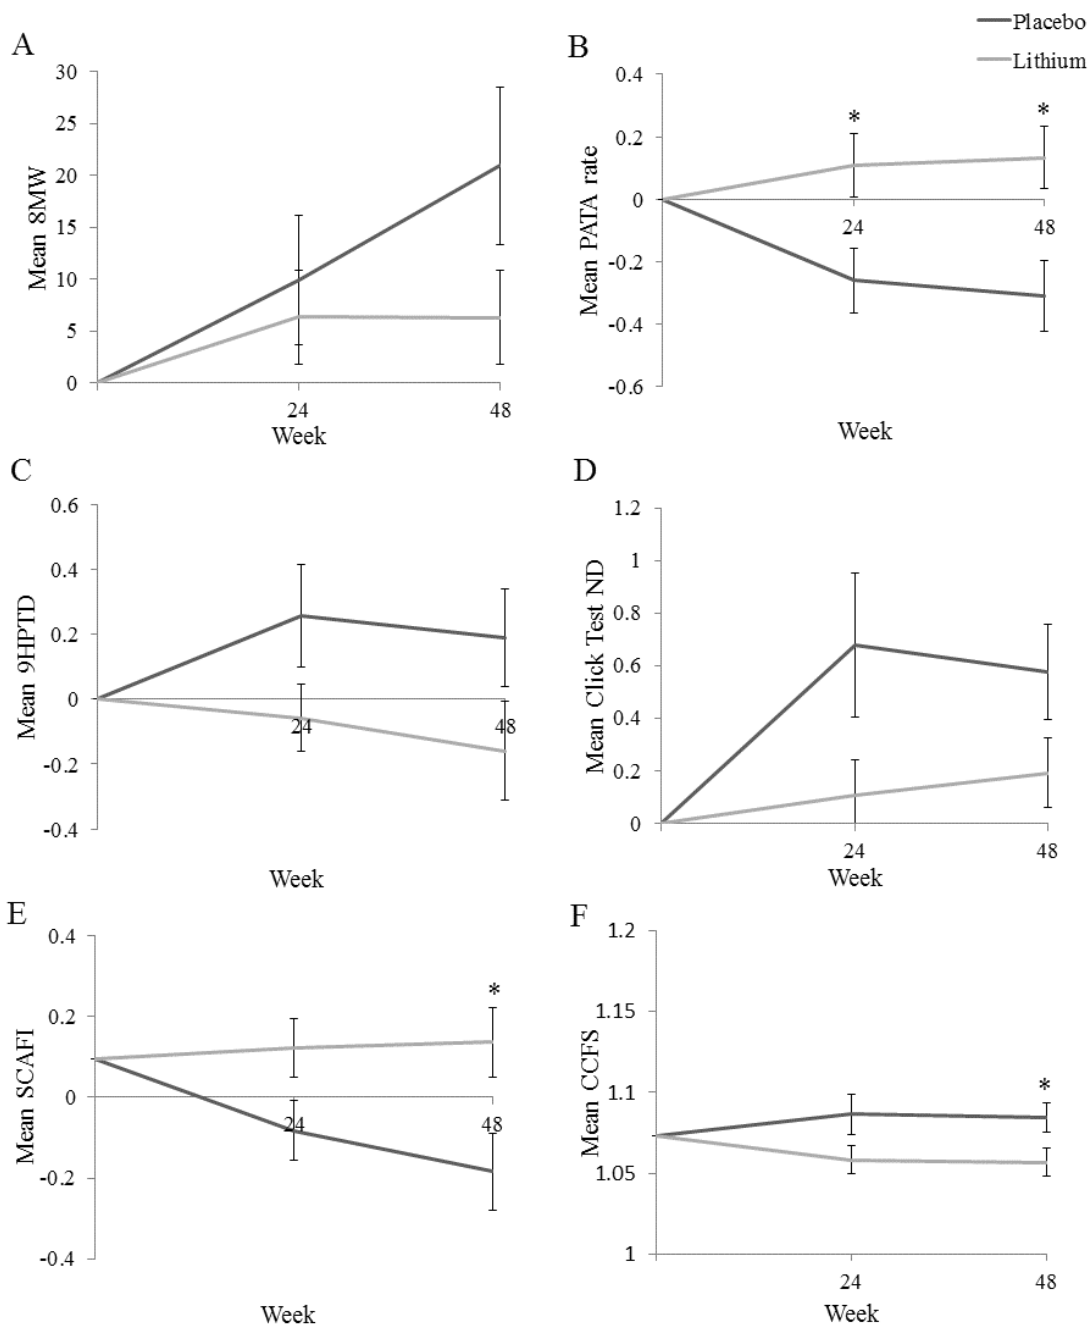 Placebo
Lithium
A
30
25
20
15
10
5
0
Mean 8MW
24
48
Week
B
0.4
0.2
0
-0.2
-0.4
-0.6
Mean PATA rate
*
*
24
48
Week
C
0.6
0.4
0.2
0
-0.2
-0.4
Mean 9HPTD
24
48
Week
D
1.2
1
0.8
0.6
0.4
0.2
0
Mean Click Test ND
24
48
Week
E
0.4
0.2
0
-0.2
-0.4
Mean SCAFI
*
24
48
Week
F
1.2
1.15
1.1
1.05
1
Mean CCFS
*
24
48
Week